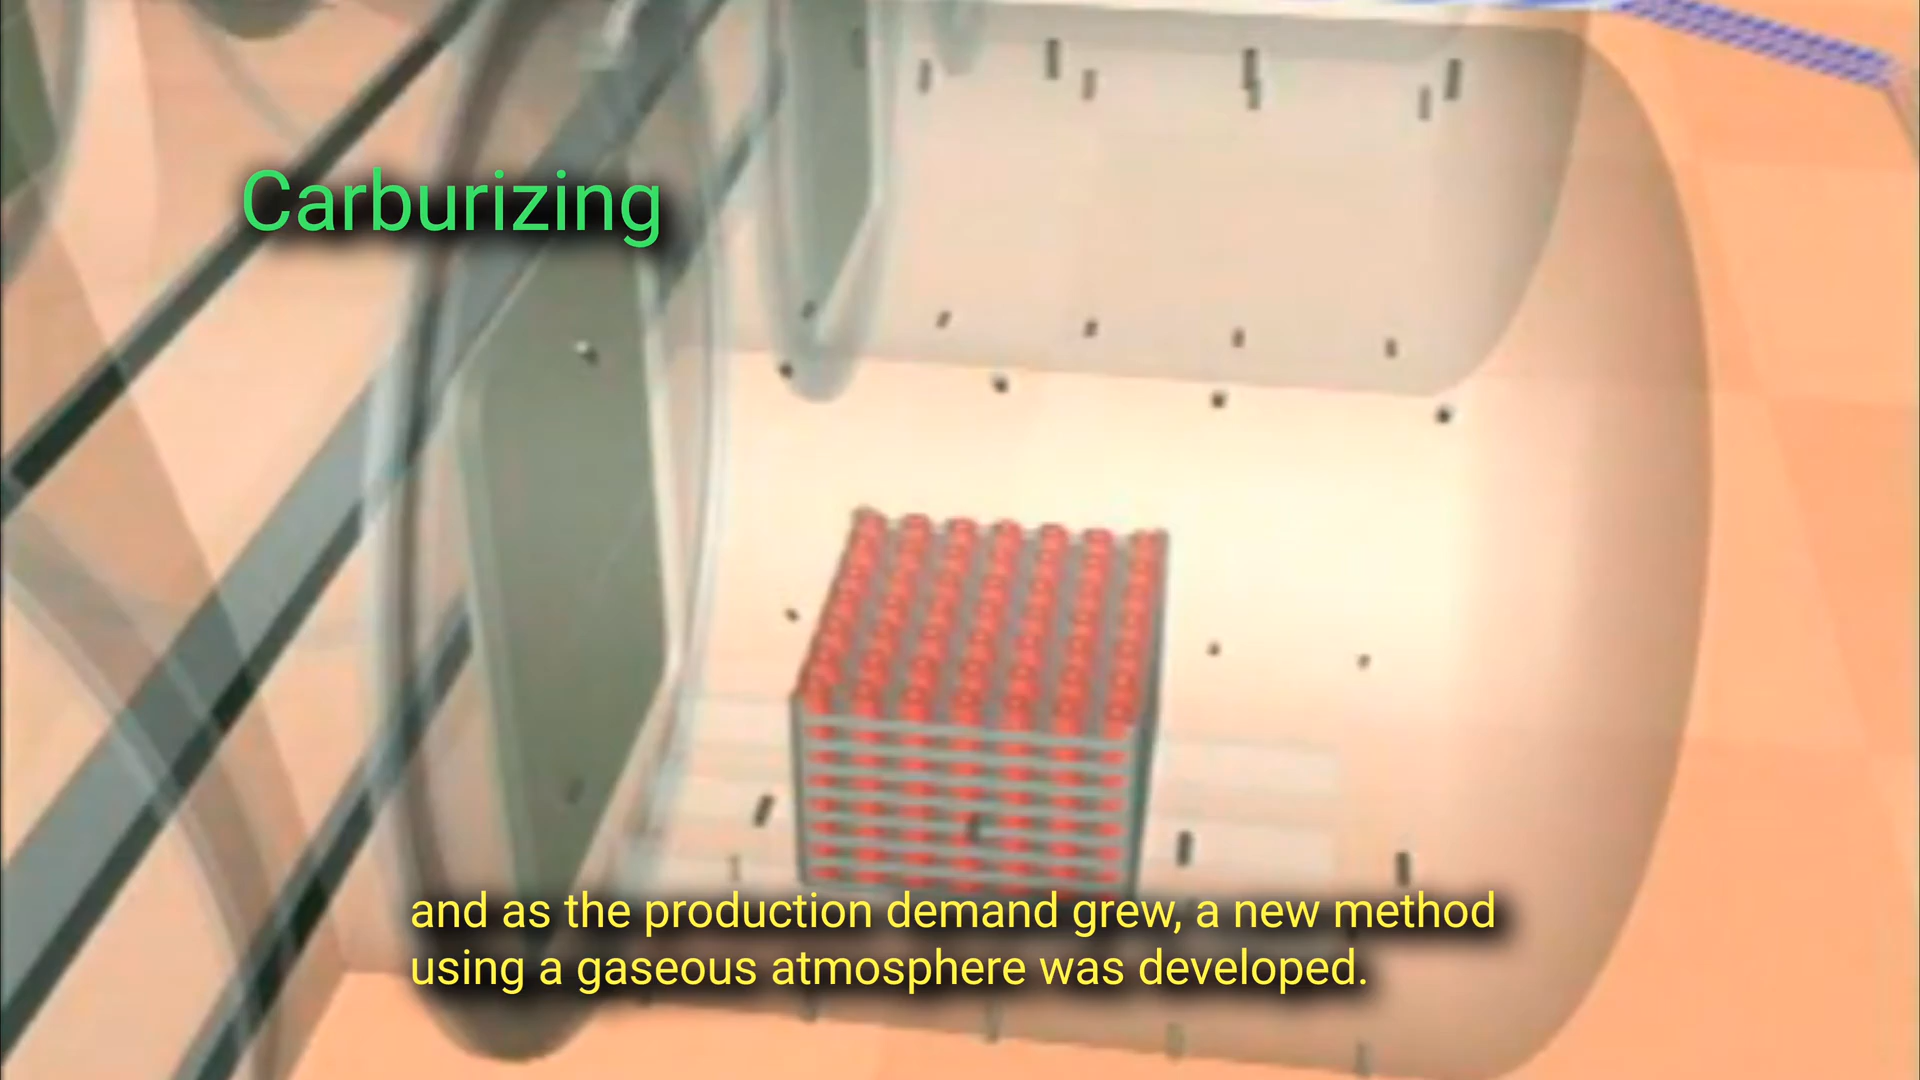 Carburizing
and as the production demand grew, a new method
using a gaseous atmosphere was developed.